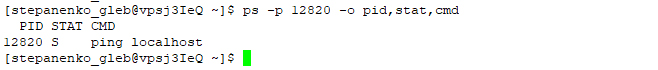 [stepanenko_gleb@vpsj3IeQ ~]$ ps -p 12820 -o pid,stat,cmd
  PID STAT CMD
12820 S    ping localhost
[stepanenko_gleb@vpsj3IeQ ~]$